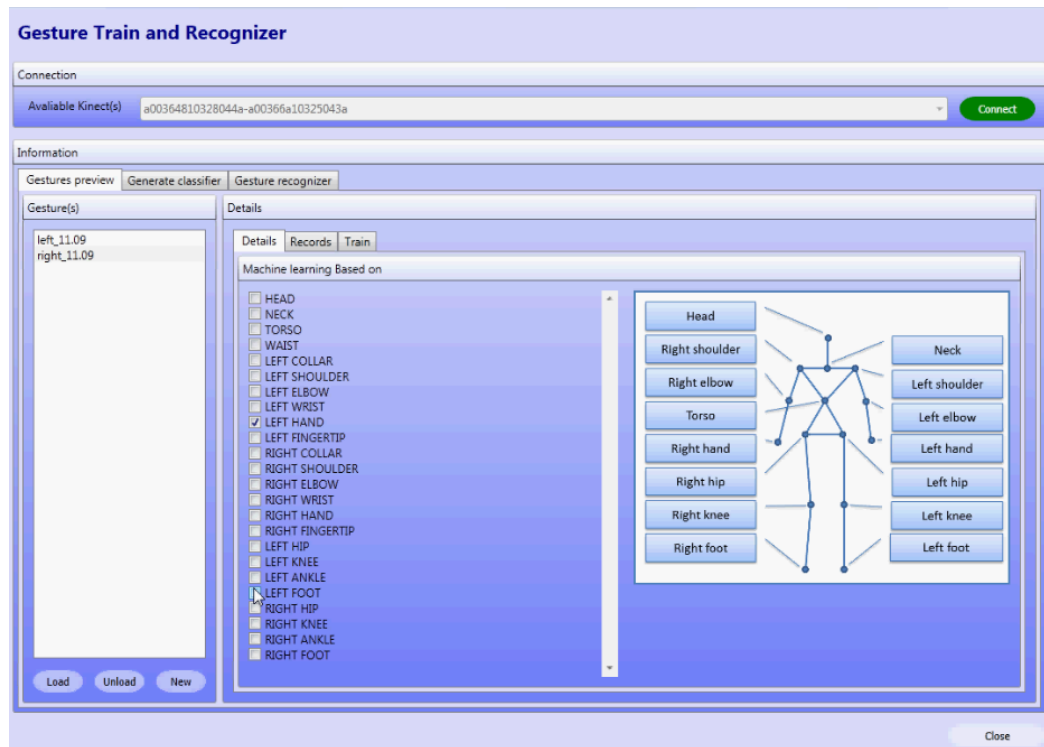 Gesture Train and Recognizer
Connection
Avaliable Kinect(s)
a00364810328044a-a00366a10325043a
Connect
Information
Gestures preview
Generate classifier
Gesture recognizer
Gesture(s)
left_11.09
right_11.09
Load
Unload
New
Details
Details
Records
Train
Machine learning Based on
HEAD
NECK
TORSO
WAIST
LEFT COLLAR
LEFT SHOULDER
LEFT ELBOW
LEFT WRIST
LEFT HAND
LEFT FINGERTIP
RIGHT COLLAR
RIGHT SHOULDER
RIGHT ELBOW
RIGHT WRIST
RIGHT HAND
RIGHT FINGERTIP
LEFT HIP
LEFT KNEE
LEFT ANKLE
LEFT FOOT
RIGHT HIP
RIGHT KNEE
RIGHT ANKLE
RIGHT FOOT
Head
Right shoulder
Right elbow
Torso
Right hand
Right hip
Right knee
Right foot
Neck
Left shoulder
Left elbow
Left hand
Left hip
Left knee
Left foot
Close